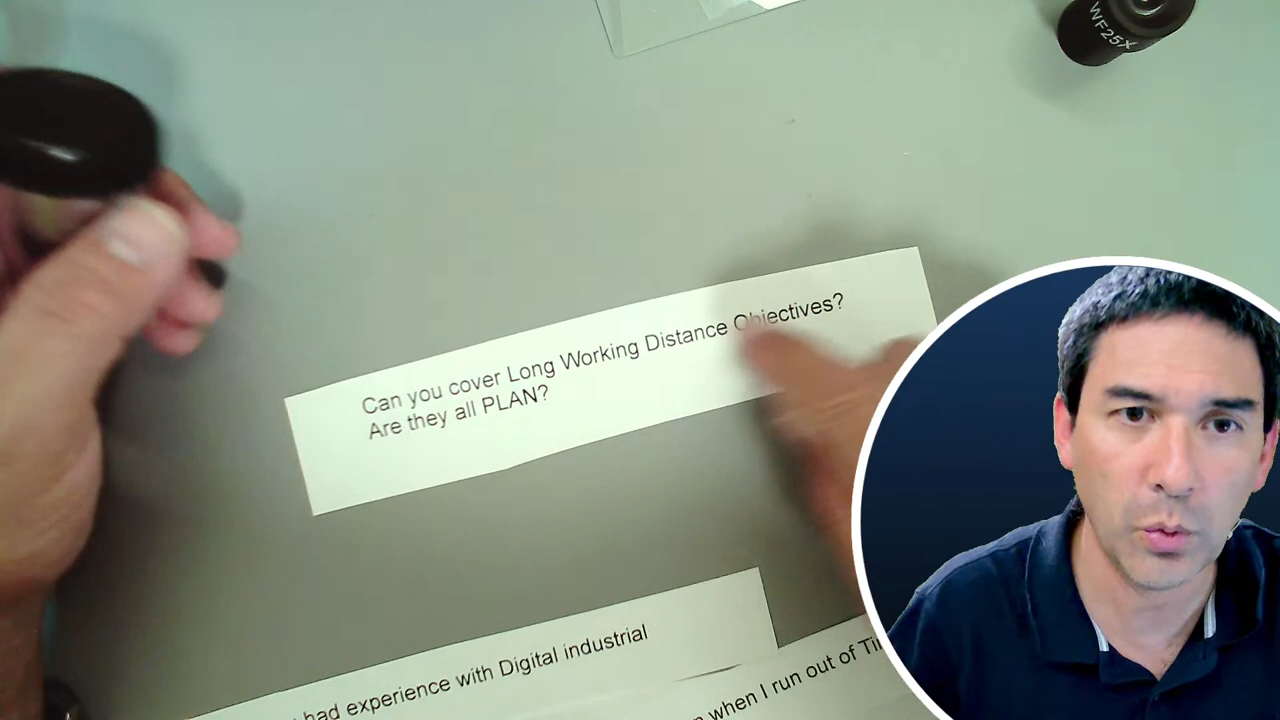 WF25X
Can you cover Long Working Distance Objectives?
Are they all PLAN?
had experience with Digital industrial
when I run out of